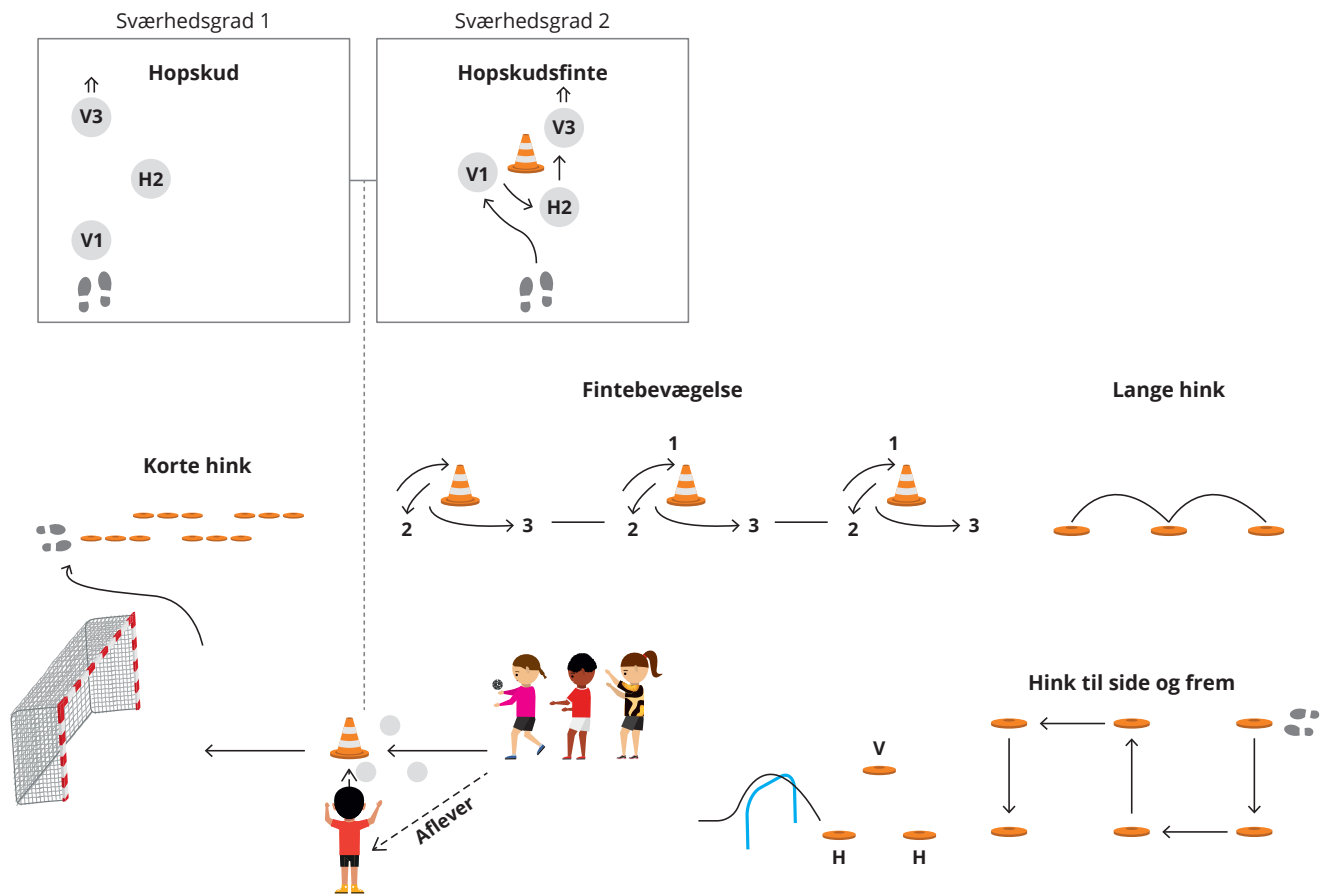 Sværhedsgrad 1
Sværhedsgrad 2
Hopskud
V3
H2
V1
Hopskudsfinte
V3
V1
H2
Fintebevægelse
Lange hink
Korte hink
1
1
2
3
2
3
2
3
Hink til side og frem
Aflever
V
H
H